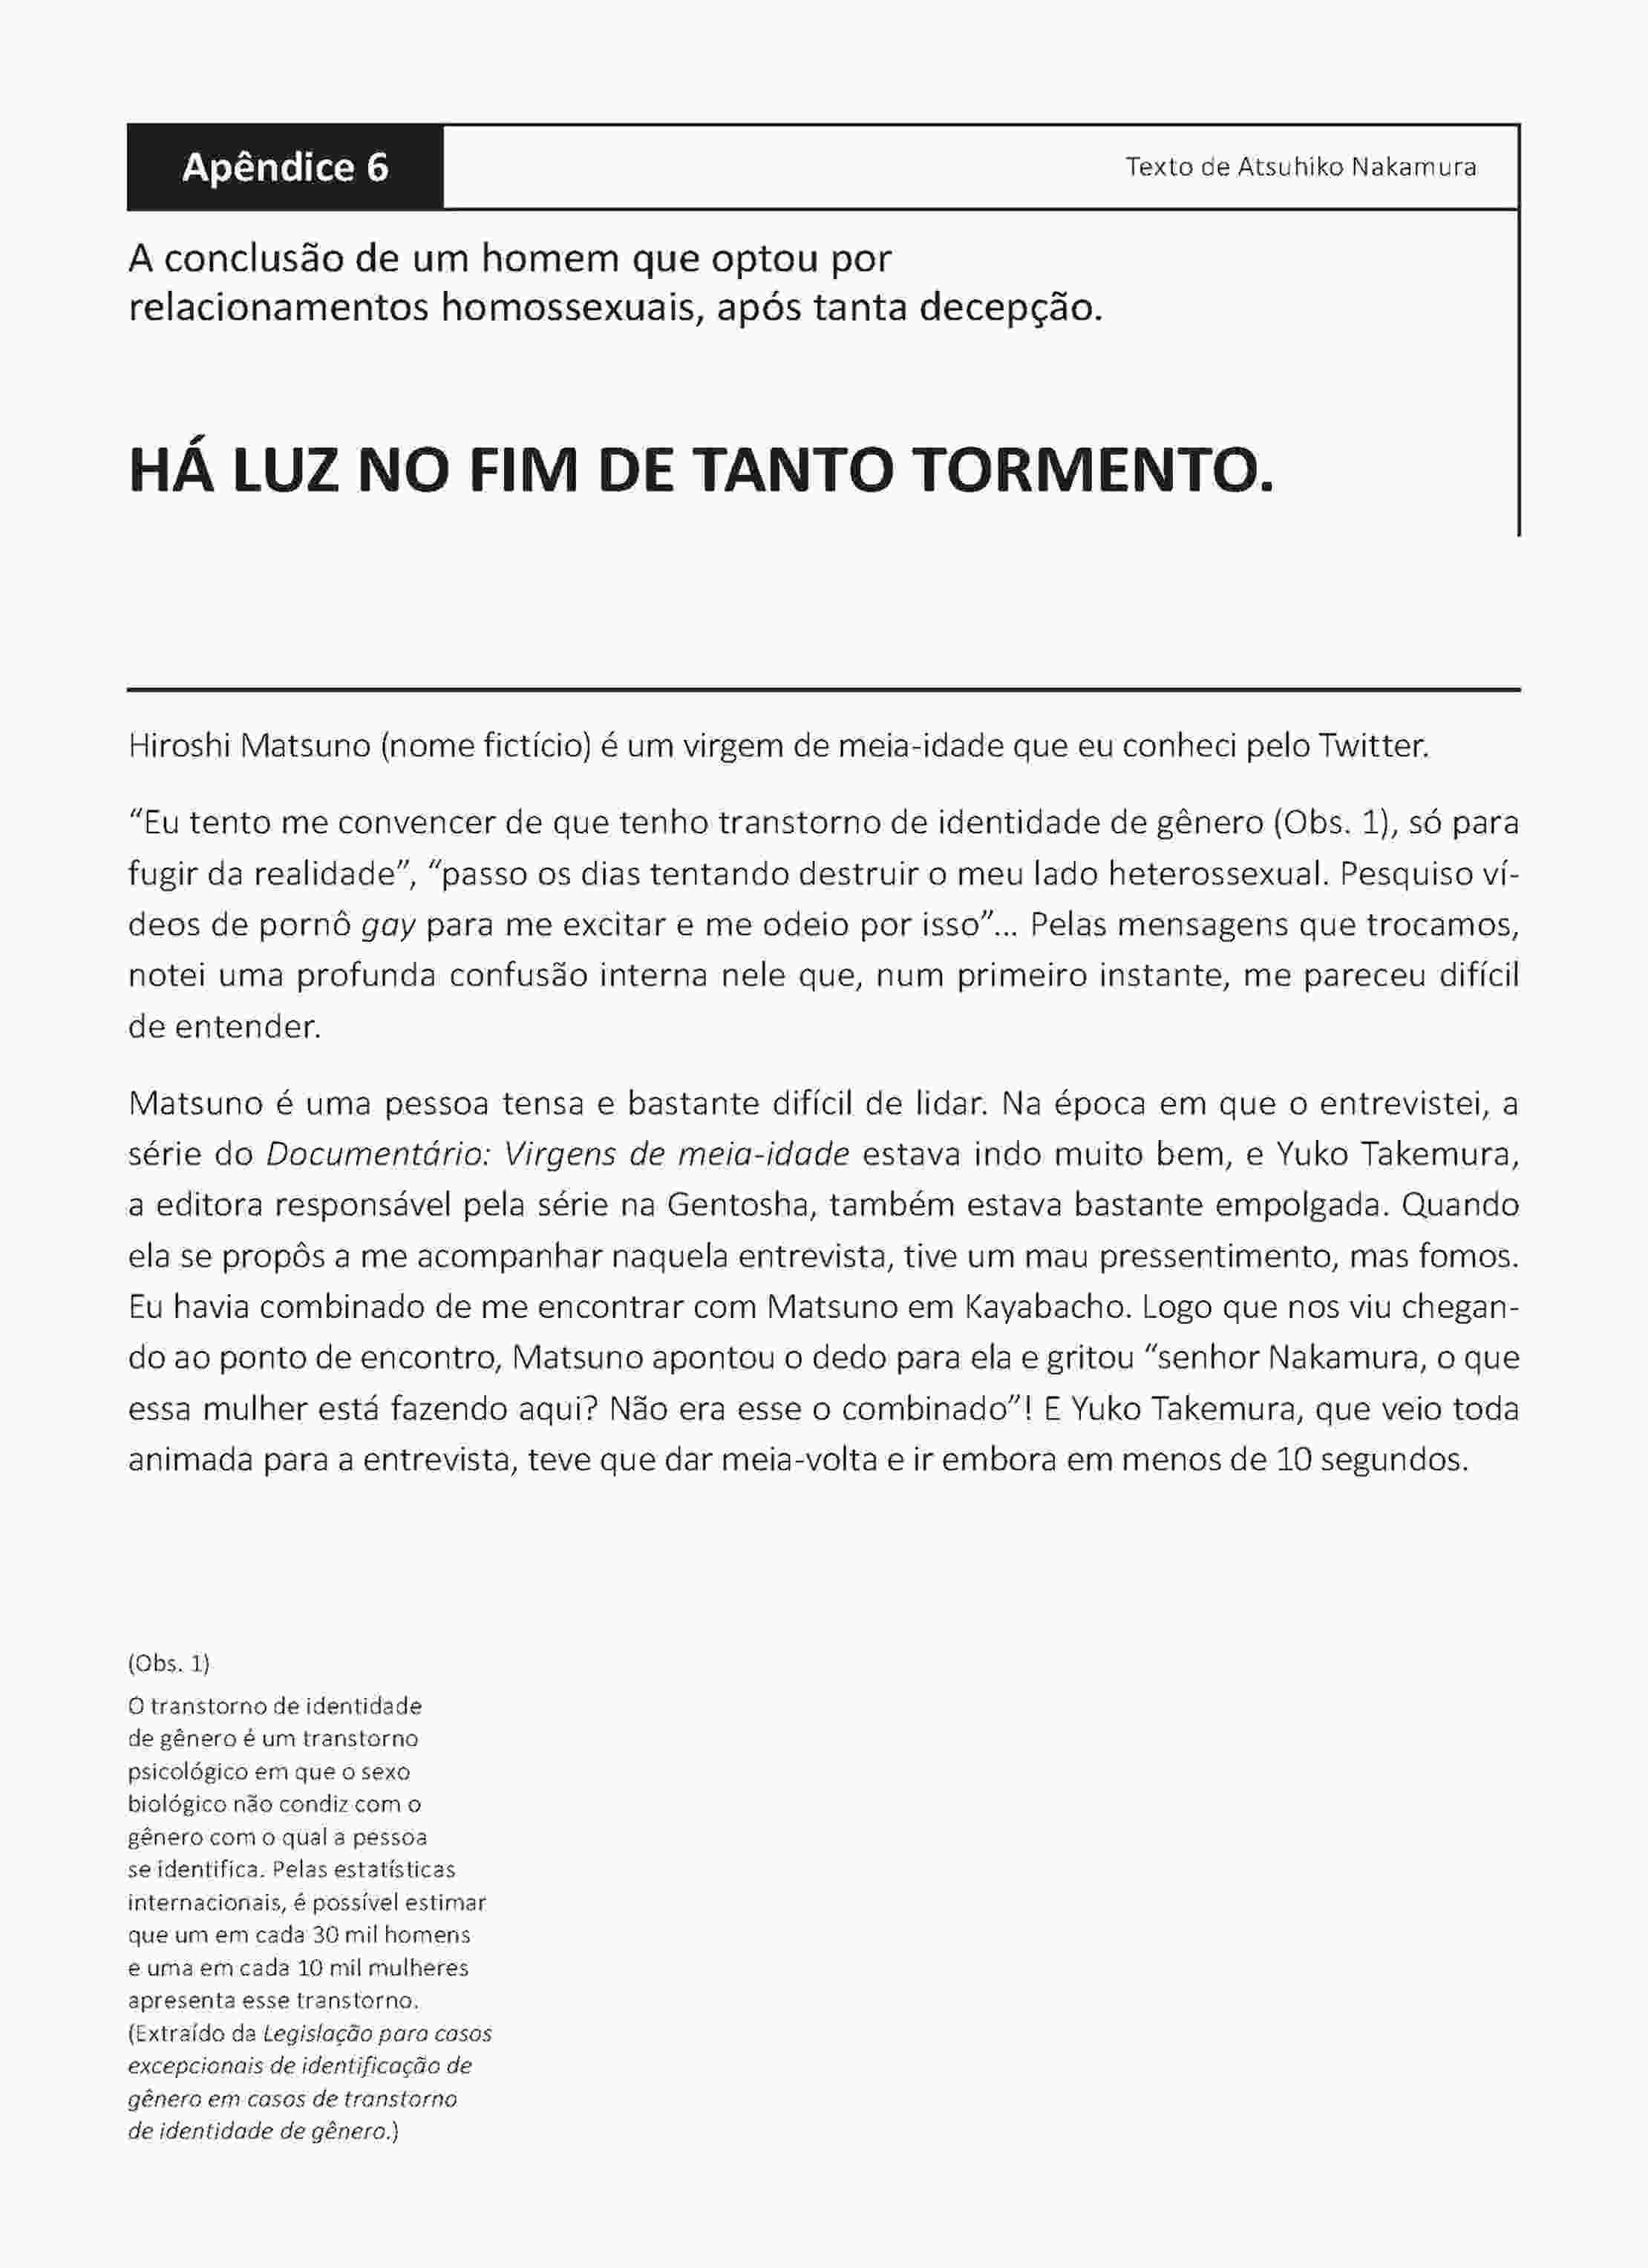 Apêndice 6
Texto de Atsuhiko Nakamura
A conclusão de um homem que optou por
relacionamentos homossexuais, após tanta decepção.
HÁ LUZ NO FIM DE TANTO TORMENTO.
Hiroshi Matsuno (nome fictício) é um virgem de meia-idade que eu conheci pelo Twitter.
“Eu tento me convencer de que tenho transtorno de identidade de gênero (Obs. 1), só para
fugir da realidade”, “passo os dias tentando destruir o meu lado heterossexual. Pesquiso ví-
deos de pornô gay para me excitar e me odeio por isso”... Pelas mensagens que trocamos,
notei uma profunda confusão interna nele que, num primeiro instante, me pareceu difícil
de entender.
Matsuno é uma pessoa tensa e bastante difícil de lidar. Na época em que o entrevistei, a
série do Documentário: Virgens de meia-idade estava indo muito bem, e Yuko Takemura,
a editora responsável pela série na Gentosha, também estava bastante empolgada. Quando
ela se propôs a me acompanhar naquela entrevista, tive um mau pressentimento, mas fomos.
Eu havia combinado de me encontrar com Matsuno em Kayabacho. Logo que nos viu chegan-
do ao ponto de encontro, Matsuno apontou o dedo para ela e gritou “senhor Nakamura, o que
essa mulher está fazendo aqui? Não era esse o combinado”! E Yuko Takemura, que veio toda
animada para a entrevista, teve que dar meia-volta e ir embora em menos de 10 segundos.
(Obs. 1)
O transtorno de identidade
de gênero é um transtorno
psicológico em que o sexo
biológico não condiz com o
gênero com o qual a pessoa
se identifica. Pelas estatísticas
internacionais, é possível estimar
que um em cada 30 mil homens
e uma em cada 10 mil mulheres
apresenta esse transtorno.
(Extraído da Legislação para casos
excepcionais de identificação de
gênero em casos de transtorno
de identidade de gênero.)